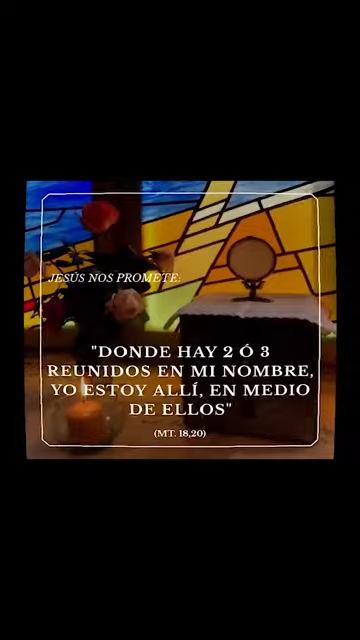 JESÚS NOS PROMETE:
"DONDE HAY 2 Ó 3
REUNIDOS EN MI NOMBRE,
YO ESTOY ALLÍ, EN MEDIO
DE ELLOS"
(MT. 18,20)